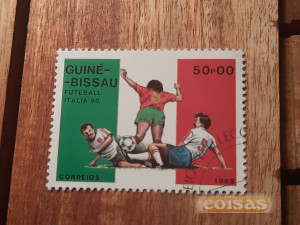 GUINÉ-
-BISSAU
FUTEBALL
ITALIA'90
50P00
CORREIOS
1989
coisas